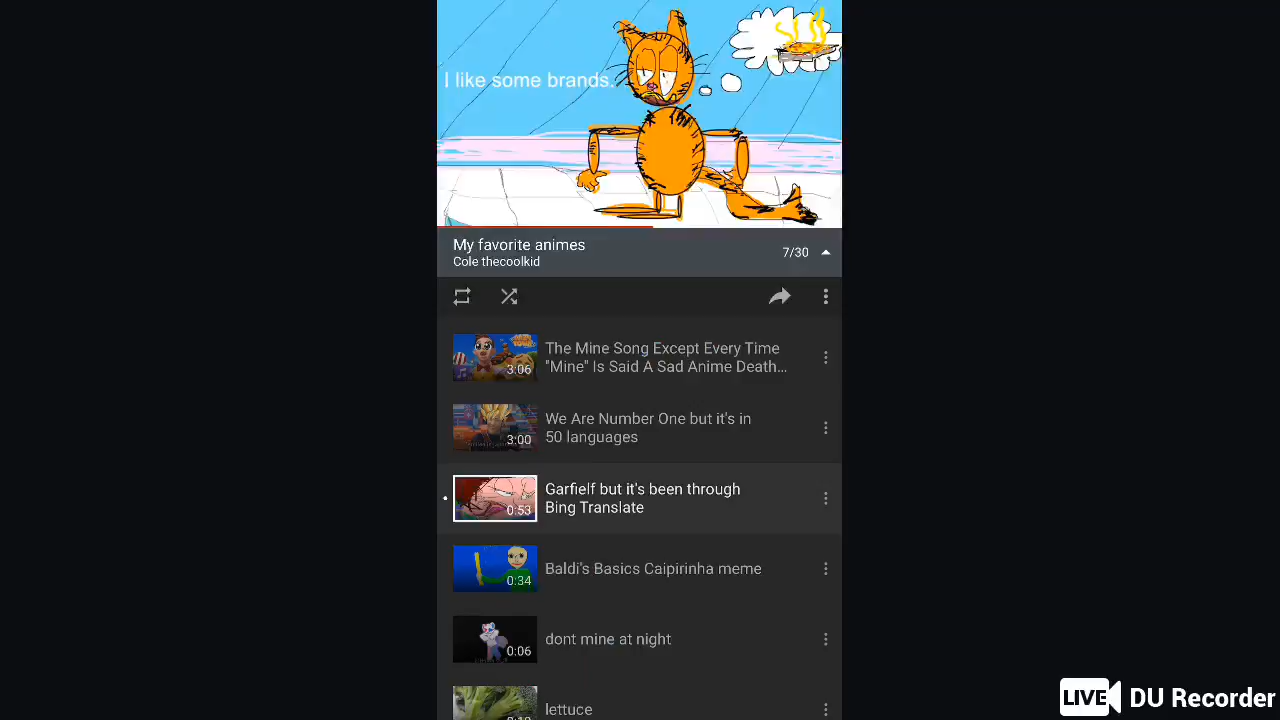 I like some brands.
My favorite animes
Cole thecoolkid
7/30
The Mine Song Except Every Time
"Mine" Is Said A Sad Anime Death...
3:06
We Are Number One but it's in
50 languages
3:00
Garfielf but it's been through
Bing Translate
0:53
Baldi's Basics Caipirinha meme
0:34
dont mine at night
0:06
lettuce
LIVE DU Recorder